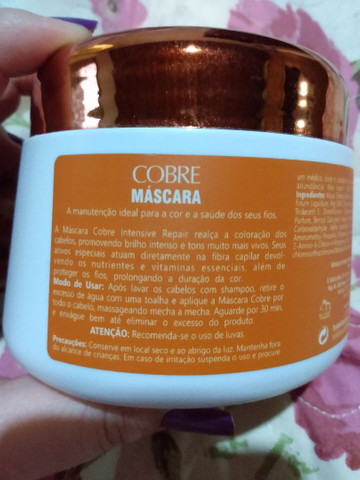 COBRE
MÁSCARA
A manutenção ideal para a cor e a saúde dos seus fios.
A Máscara Cobre Intensive Repair realça a coloração dos
cabelos, promovendo brilho intenso e tons muito mais vivos. Seus
ativos especiais atuam diretamente na fibra capilar devol-
vendo os nutrientes e vitaminas essenciais, além de
proteger os fios, prolongando a duração da cor.
Modo de Usar: Após lavar os cabelos com shampoo, retire o
excesso de água com uma toalha e aplique a Máscara Cobre por
todo o cabelo, massageando mecha a mecha. Aguarde por 30 min.
e enxágue bem até eliminar o excesso do produto.
ATENÇÃO: Recomenda-se o uso de luvas.
Precauções: Conserve em local seco e ao abrigo da luz. Mantenha fora
do alcance de crianças. Em caso de irritação suspenda o uso e procure
um médico
abundância
Ingredientes:
Parfum